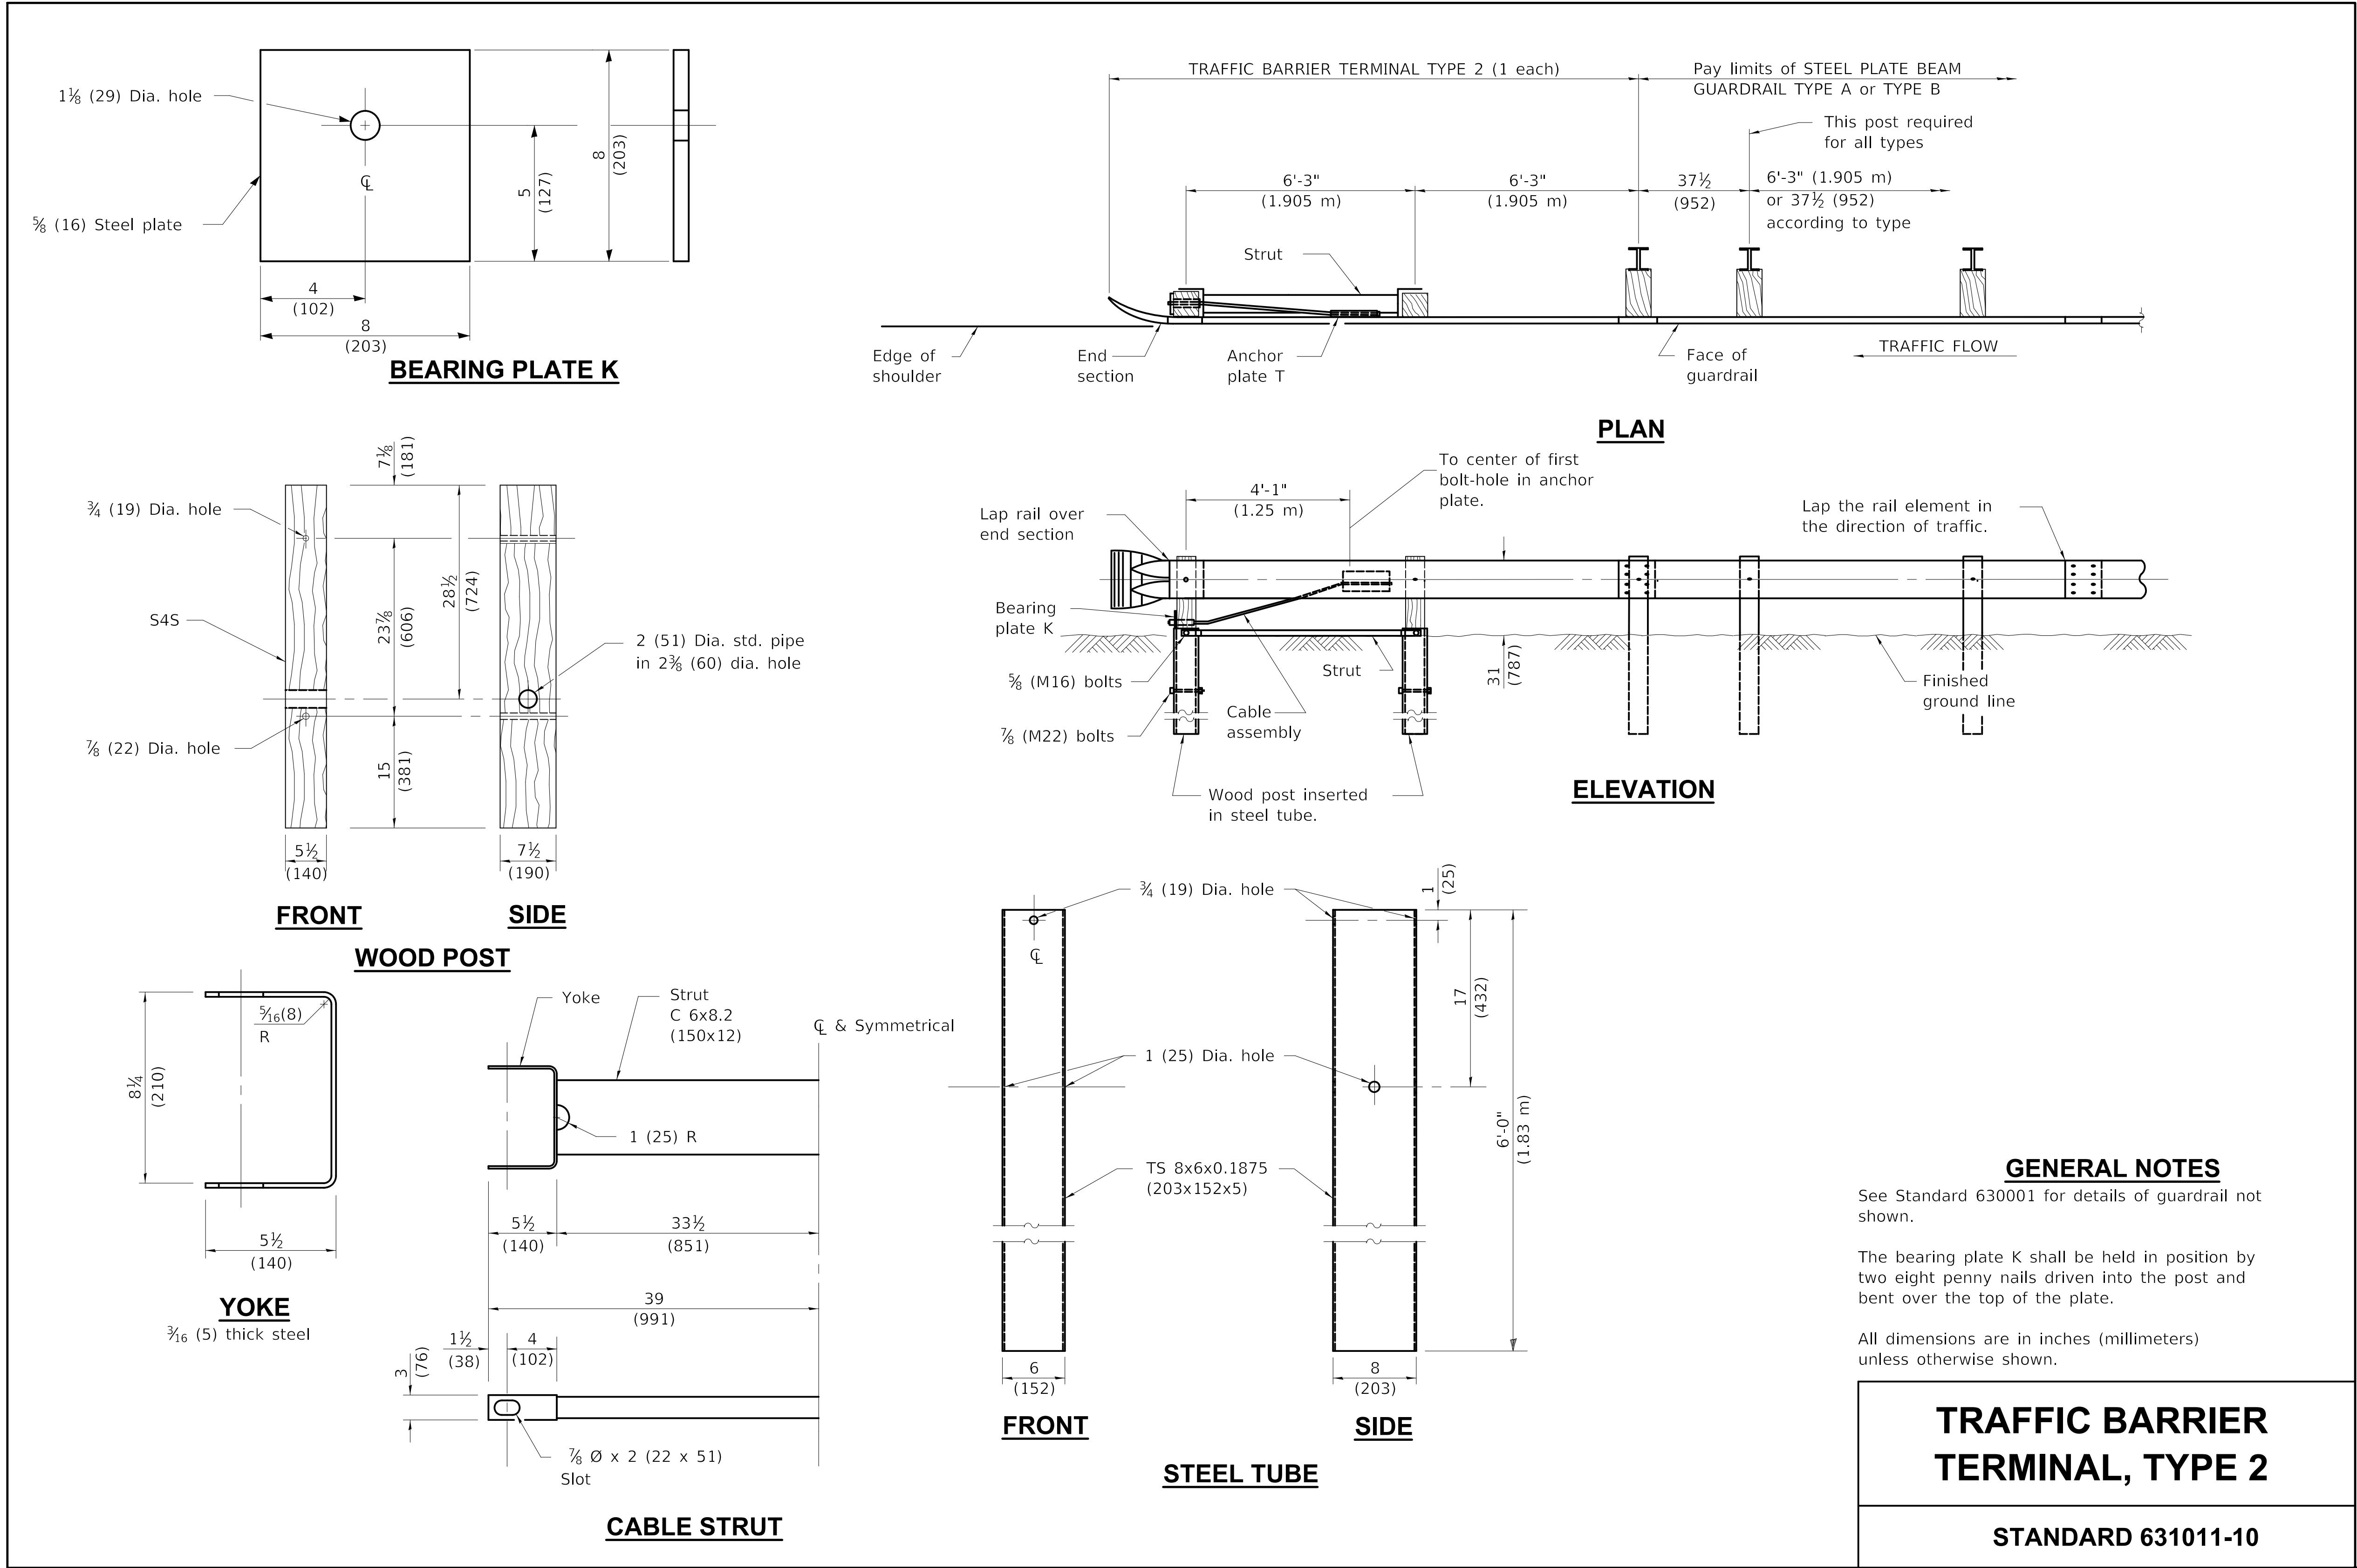 1⅛ (29) Dia. hole
℄
⅝ (16) Steel plate
5
(127)
8
(203)
4
(102)
8
(203)
BEARING PLATE K
TRAFFIC BARRIER TERMINAL TYPE 2 (1 each)
Pay limits of STEEL PLATE BEAM
GUARDRAIL TYPE A or TYPE B
This post required
for all types
6'-3"
(1.905 m)
6'-3"
(1.905 m)
37½
(952)
6'-3" (1.905 m)
or 37½ (952)
according to type
Strut
Edge of
shoulder
End
section
Anchor
plate T
Face of
guardrail
TRAFFIC FLOW
PLAN
7⅛
(181)
¾ (19) Dia. hole
28½
(724)
23⅞
(606)
S4S
2 (51) Dia. std. pipe
in 2⅜ (60) dia. hole
⅞ (22) Dia. hole
15
(381)
5½
(140)
7½
(190)
FRONT
SIDE
WOOD POST
To center of first
bolt-hole in anchor
plate.
4'-1"
(1.25 m)
Lap rail over
end section
Lap the rail element in
the direction of traffic.
Bearing
plate K
⅝ (M16) bolts
Strut
31
(787)
Finished
ground line
Cable
assembly
⅞ (M22) bolts
Wood post inserted
in steel tube.
ELEVATION
5⁄16(8)
R
8¼
(210)
5½
(140)
YOKE
3⁄16 (5) thick steel
Yoke
Strut
C 6x8.2
(150x12)
℄ & Symmetrical
1 (25) R
5½
(140)
33½
(851)
39
(991)
1½
(38)
4
(102)
3
(76)
⅞ Ø x 2 (22 x 51)
Slot
CABLE STRUT
¾ (19) Dia. hole
℄
1
(25)
17
(432)
1 (25) Dia. hole
6'-0"
(1.83 m)
TS 8x6x0.1875
(203x152x5)
6
(152)
8
(203)
FRONT
SIDE
STEEL TUBE
GENERAL NOTES
See Standard 630001 for details of guardrail not
shown.
The bearing plate K shall be held in position by
two eight penny nails driven into the post and
bent over the top of the plate.
All dimensions are in inches (millimeters)
unless otherwise shown.
TRAFFIC BARRIER
TERMINAL, TYPE 2
STANDARD 631011-10